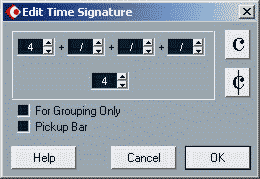 Edit Time Signature
4 + / + / + /
4
For Grouping Only
Pickup Bar
Help Cancel OK